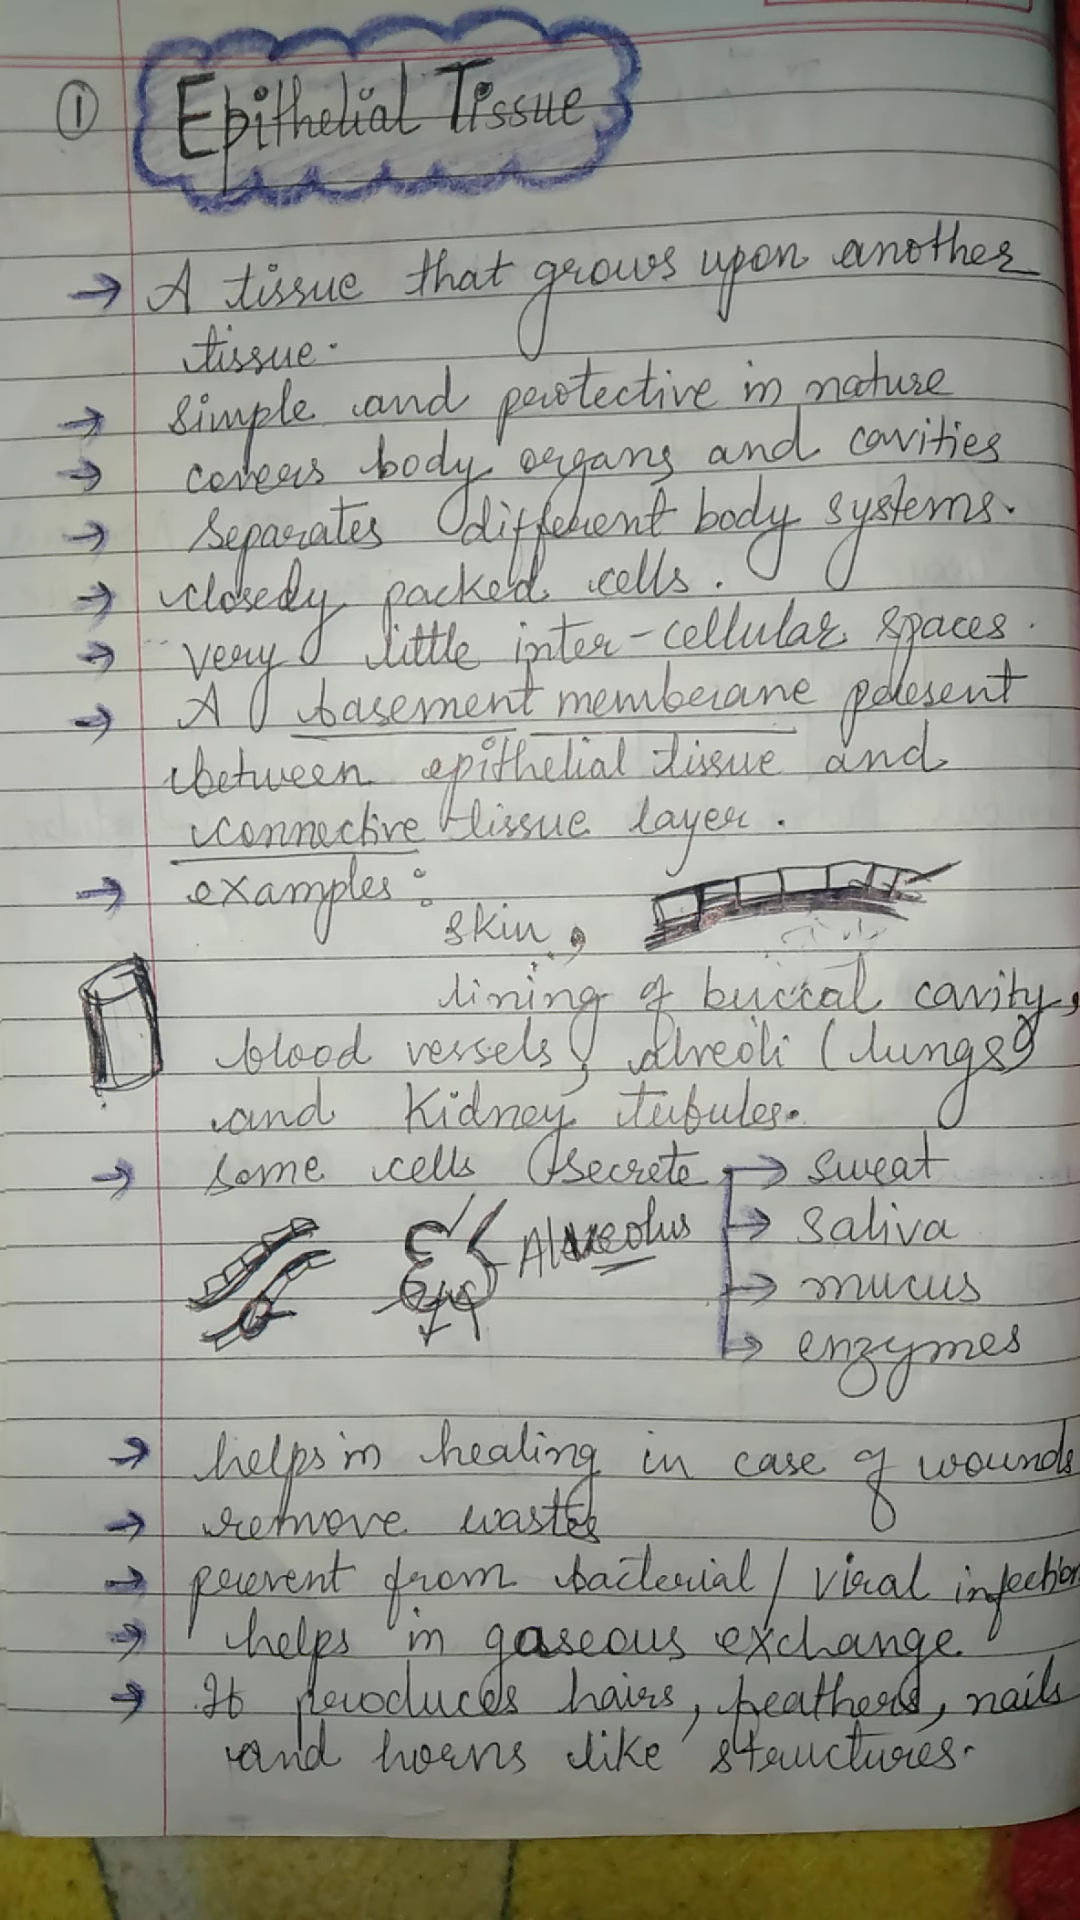 ① Epithelial Tissue
→ A tissue that grows upon another
tissue.
→ simple and protective in nature
→ covers body organs and cavities
→ separates different body systems.
→ closely packed cells.
→ very little inter-cellular spaces.
→ A basement membrane present
between epithelial tissue and
connective tissue layer.
→ examples:
skin,
lining of buccal cavity,
blood vessels, alveoli (lungs)
and Kidney tubules.
→ some cells secrete → sweat
Alveolus → saliva
→ mucus
→ enzymes
→ helps in healing in case of wounds
→ remove wastes
→ prevent from bacterial / viral infection
→ helps in gaseous exchange.
→ It produces hairs, feathers, nails
and horns like structures.